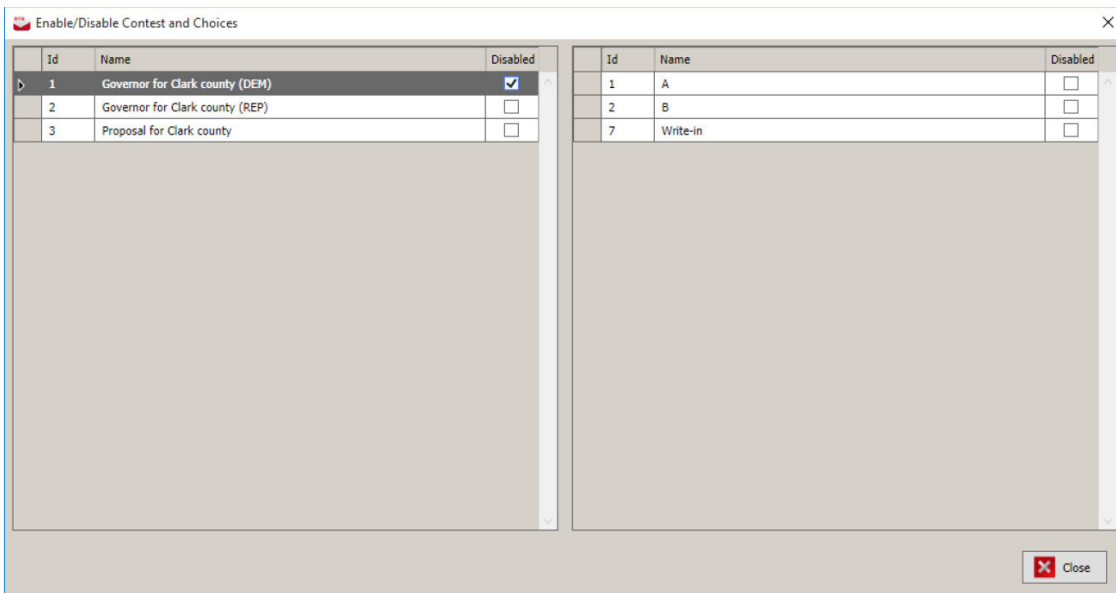 Enable/Disable Contest and Choices
Id Name Disabled
1 Governor for Clark county (DEM)
2 Governor for Clark county (REP)
3 Proposal for Clark county
Id Name Disabled
1 A
2 B
7 Write-in
Close